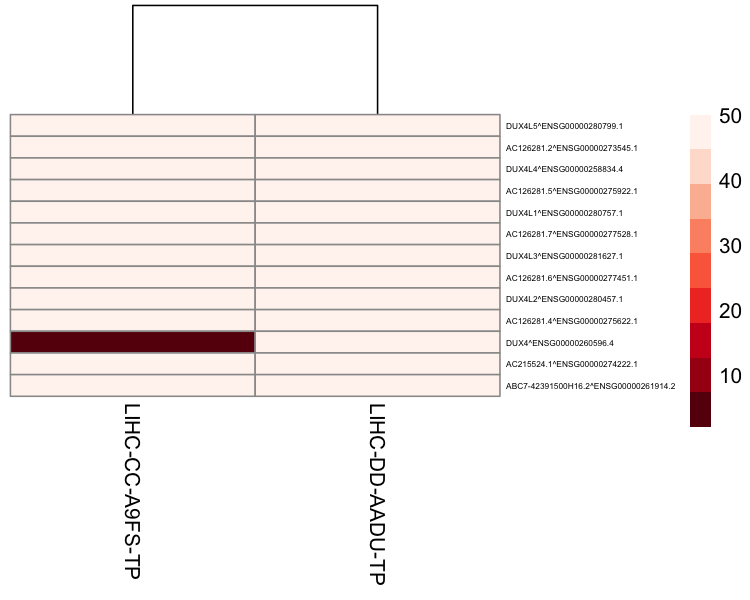 DUX4L5^ENSG00000280799.1
AC126281.2^ENSG00000273545.1
DUX4L4^ENSG00000258834.4
AC126281.5^ENSG00000275922.1
DUX4L1^ENSG00000280757.1
AC126281.7^ENSG00000277528.1
DUX4L3^ENSG00000281627.1
AC126281.6^ENSG00000277451.1
DUX4L2^ENSG00000280457.1
AC126281.4^ENSG00000275622.1
DUX4^ENSG00000260596.4
AC215524.1^ENSG00000274222.1
ABC7-42391500H16.2^ENSG00000261914.2
50
40
30
20
10
LIHC-CC-A9FS-TP
LIHC-DD-AADU-TP